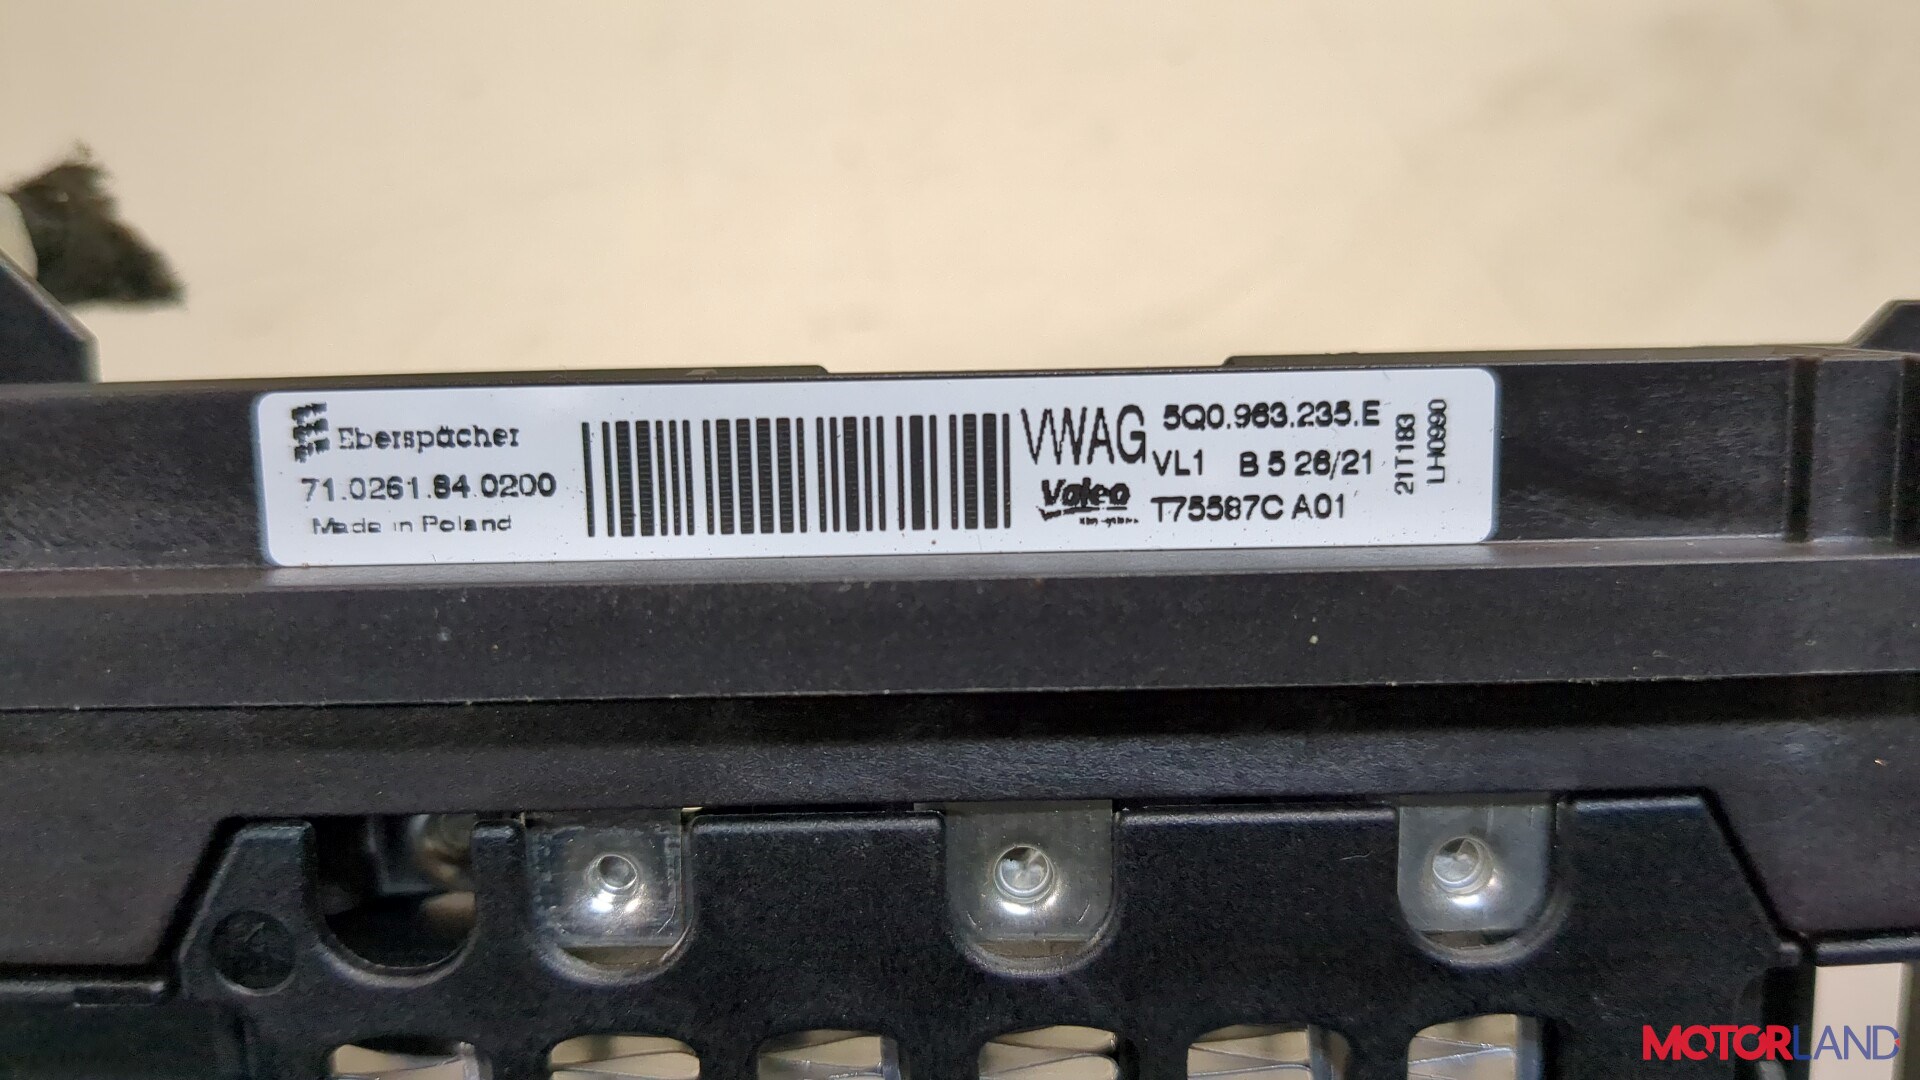 Eberspächer
71.0261.84.0200
Made in Poland
VWAG
5Q0.963.235.E
VL1 B 5 26/21
Valeo
T75587C A01
21T183
LH0990
MOTORLAND